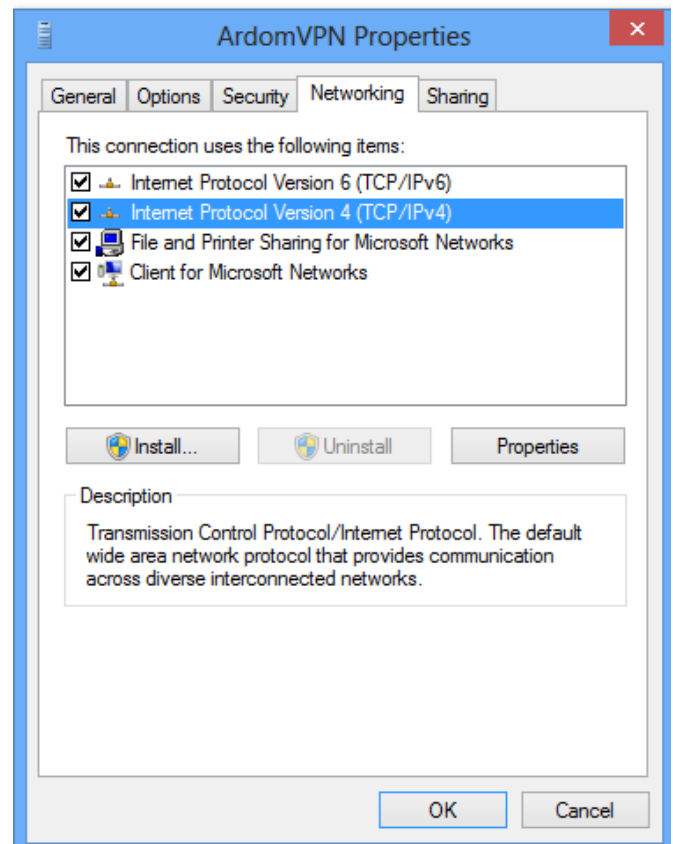 ArdomVPN Properties
General Options Security Networking Sharing
This connection uses the following items:
Internet Protocol Version 6 (TCP/IPv6)
Internet Protocol Version 4 (TCP/IPv4)
File and Printer Sharing for Microsoft Networks
Client for Microsoft Networks
Install... Uninstall Properties
Description
Transmission Control Protocol/Internet Protocol. The default
wide area network protocol that provides communication
across diverse interconnected networks.
OK Cancel